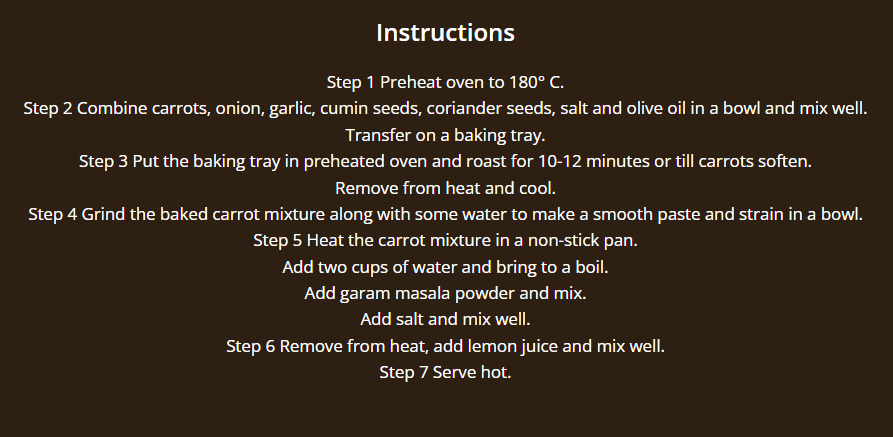 Instructions
Step 1 Preheat oven to 180° C.
Step 2 Combine carrots, onion, garlic, cumin seeds, coriander seeds, salt and olive oil in a bowl and mix well.
Transfer on a baking tray.
Step 3 Put the baking tray in preheated oven and roast for 10-12 minutes or till carrots soften.
Remove from heat and cool.
Step 4 Grind the baked carrot mixture along with some water to make a smooth paste and strain in a bowl.
Step 5 Heat the carrot mixture in a non-stick pan.
Add two cups of water and bring to a boil.
Add garam masala powder and mix.
Add salt and mix well.
Step 6 Remove from heat, add lemon juice and mix well.
Step 7 Serve hot.